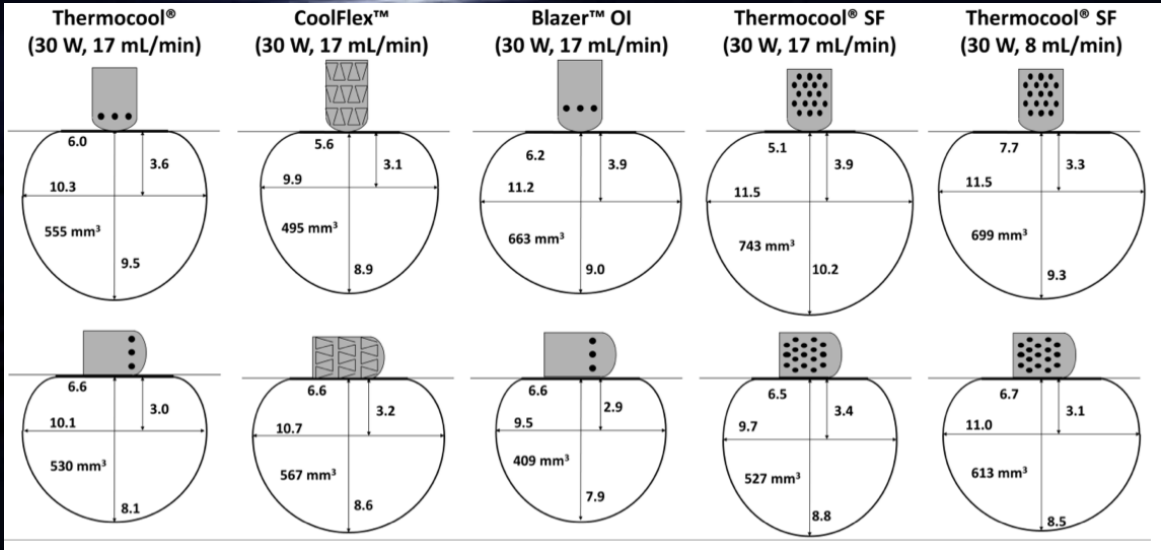 Thermocool®
(30 W, 17 mL/min)
CoolFlex™
(30 W, 17 mL/min)
Blazer™ OI
(30 W, 17 mL/min)
Thermocool® SF
(30 W, 17 mL/min)
Thermocool® SF
(30 W, 8 mL/min)
6.0
3.6
10.3
555 mm³
9.5
5.6
3.1
9.9
495 mm³
8.9
6.2
3.9
11.2
663 mm³
9.0
5.1
3.9
11.5
743 mm³
10.2
7.7
3.3
11.5
699 mm³
9.3
6.6
3.0
10.1
530 mm³
8.1
6.6
3.2
10.7
567 mm³
8.6
6.6
2.9
9.5
409 mm³
7.9
6.5
3.4
9.7
527 mm³
8.8
6.7
3.1
11.0
613 mm³
8.5